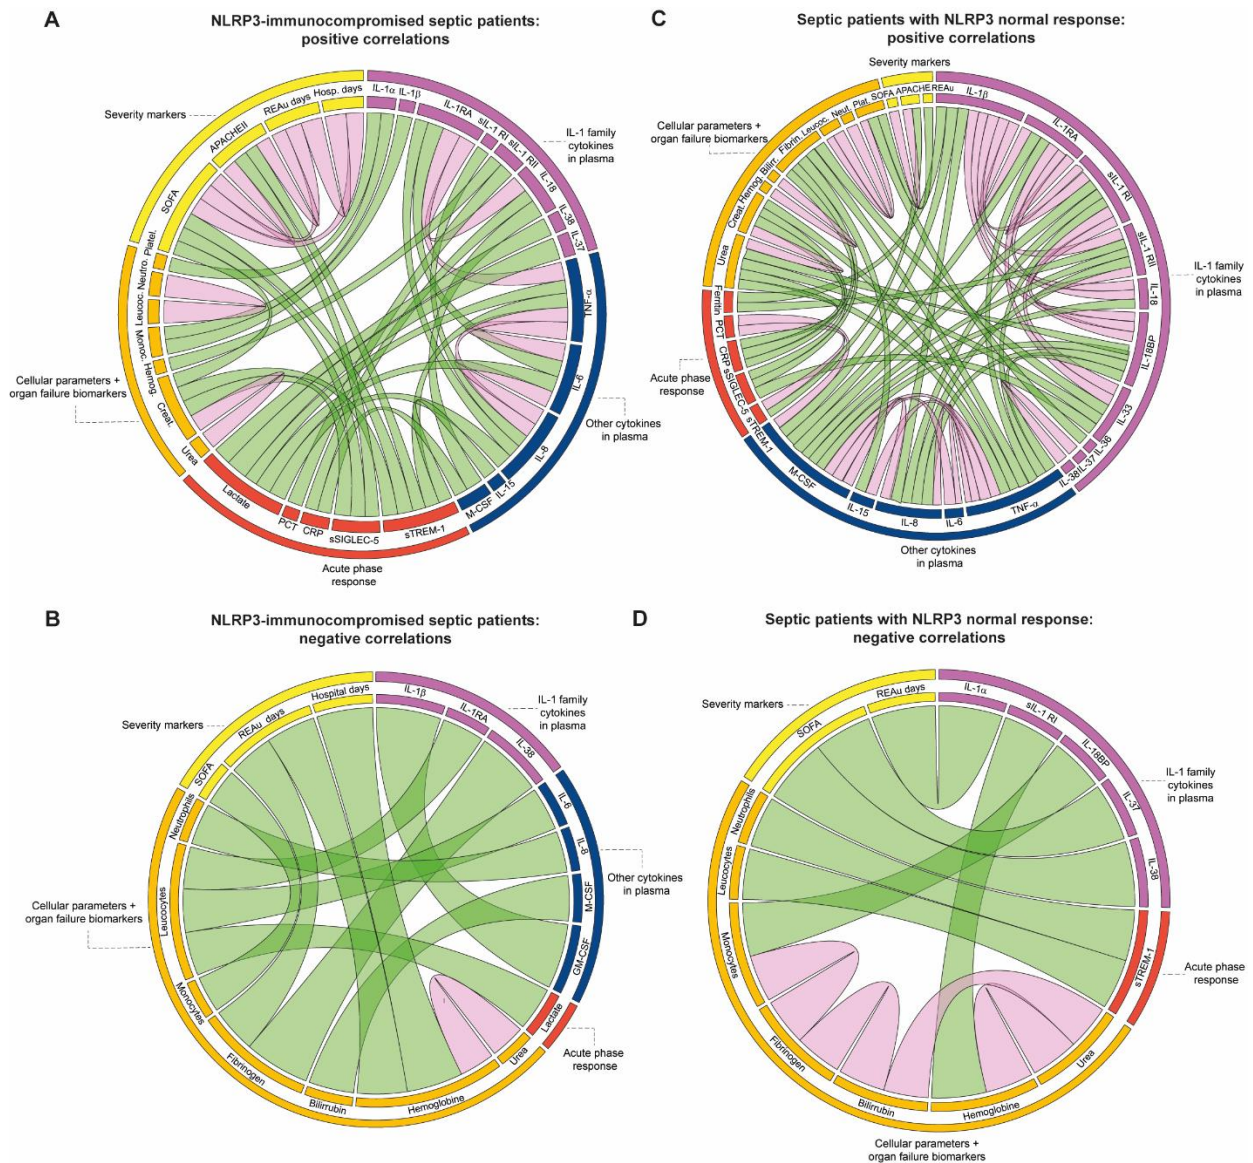 A
NLRP3-immunocompromised septic patients:
positive correlations
Severity markers
IL-1 family
cytokines
in plasma
Cellular parameters +
organ failure biomarkers
Other cytokines
in plasma
Acute phase
response
SOFA
APACHEII
REAu days
Hosp. days
IL-1α
IL-1β
IL-1RA
sIL-1 RI
sIL-1 RII
IL-18
IL-38
IL-37
TNF-α
IL-6
IL-8
IL-15
M-CSF
sTREM-1
sSIGLEC-5
CRP
PCT
Lactate
Urea
Creat.
Hemog.
Monoc.
Leucoc.
Neutro.
Platel.
C
Septic patients with NLRP3 normal response:
positive correlations
Severity markers
Cellular parameters +
organ failure biomarkers
IL-1 family
cytokines
in plasma
Acute phase
response
Other cytokines
in plasma
SOFA
APACHE
REAu
IL-1β
IL-1RA
sIL-1 RI
sIL-1 RII
IL-18
IL-18BP
IL-33
IL-36
IL-37
IL-38
TNF-α
IL-6
IL-8
IL-15
M-CSF
sTREM-1
sSIGLEC-5
CRP
PCT
Ferritin
Urea
Creat.
Hemog.
Bilirr.
Fibrin.
Leucoc.
Neut.
Plat.
B
NLRP3-immunocompromised septic patients:
negative correlations
Severity markers
IL-1 family
cytokines
in plasma
Cellular parameters +
organ failure biomarkers
Other cytokines
in plasma
Acute phase
response
SOFA
REAu days
Hospital days
IL-1β
IL-1RA
IL-38
IL-6
IL-8
M-CSF
GM-CSF
Lactate
Urea
Hemoglobine
Bilirrubin
Fibrinogen
Monocytes
Leucocytes
Neutrophils
D
Septic patients with NLRP3 normal response:
negative correlations
Severity markers
IL-1 family
cytokines
in plasma
Acute phase
response
Cellular parameters +
organ failure biomarkers
SOFA
REAu days
IL-1α
sIL-1 RI
IL-18BP
IL-37
IL-38
sTREM-1
Urea
Hemoglobine
Bilirrubin
Fibrinogen
Monocytes
Leucocytes
Neutrophils